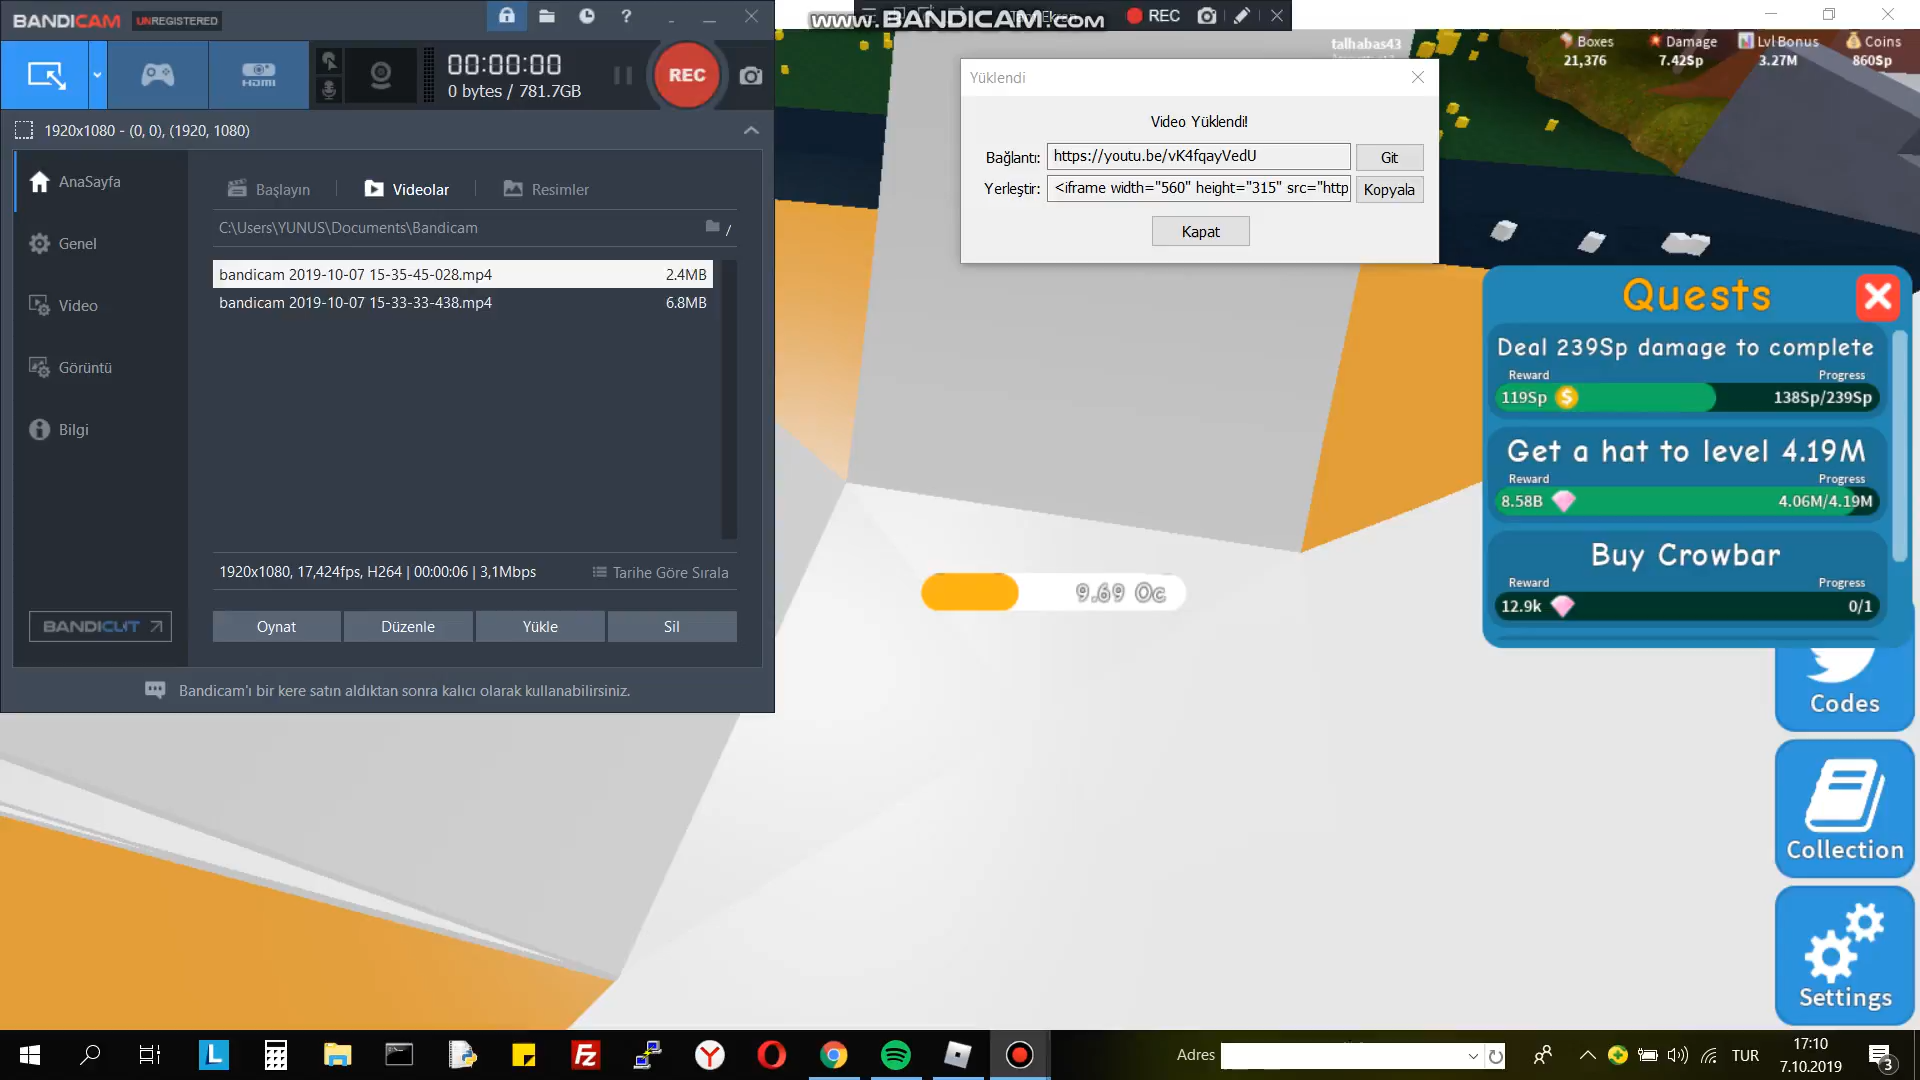 BANDICAM UNREGISTERED
?
www.BANDICAM.com
REC
00:00:00
0 bytes / 781.7GB
REC
HDMI
1920x1080 - (0, 0), (1920, 1080)
AnaSayfa
Genel
Video
Görüntü
Bilgi
BANDICUT
Başlayın
Videolar
Resimler
C:\Users\YUNUS\Documents\Bandicam
/
bandicam 2019-10-07 15-35-45-028.mp4 2.4MB
bandicam 2019-10-07 15-33-33-438.mp4 6.8MB
1920x1080, 17,424fps, H264 | 00:00:06 | 3,1Mbps
Tarihe Göre Sırala
Oynat
Düzenle
Yükle
Sil
Bandicam'ı bir kere satın aldıktan sonra kalıcı olarak kullanabilirsiniz.
Yüklendi
Video Yüklendi!
Bağlantı: https://youtu.be/vK4fqayVedU Git
Yerleştir: <iframe width="560" height="315" src="http Kopyala
Kapat
talhabas43
Boxes
21,376
Damage
7.42Sp
Lvl Bonus
3.27M
Coins
860Sp
Quests
Deal 239Sp damage to complete
Reward Progress
119Sp 138Sp/239Sp
Get a hat to level 4.19M
Reward Progress
8.58B 4.06M/4.19M
Buy Crowbar
Reward Progress
12.9k 0/1
9.69 Oc
Codes
Collection
Settings
Adres
TUR
17:10
7.10.2019
3